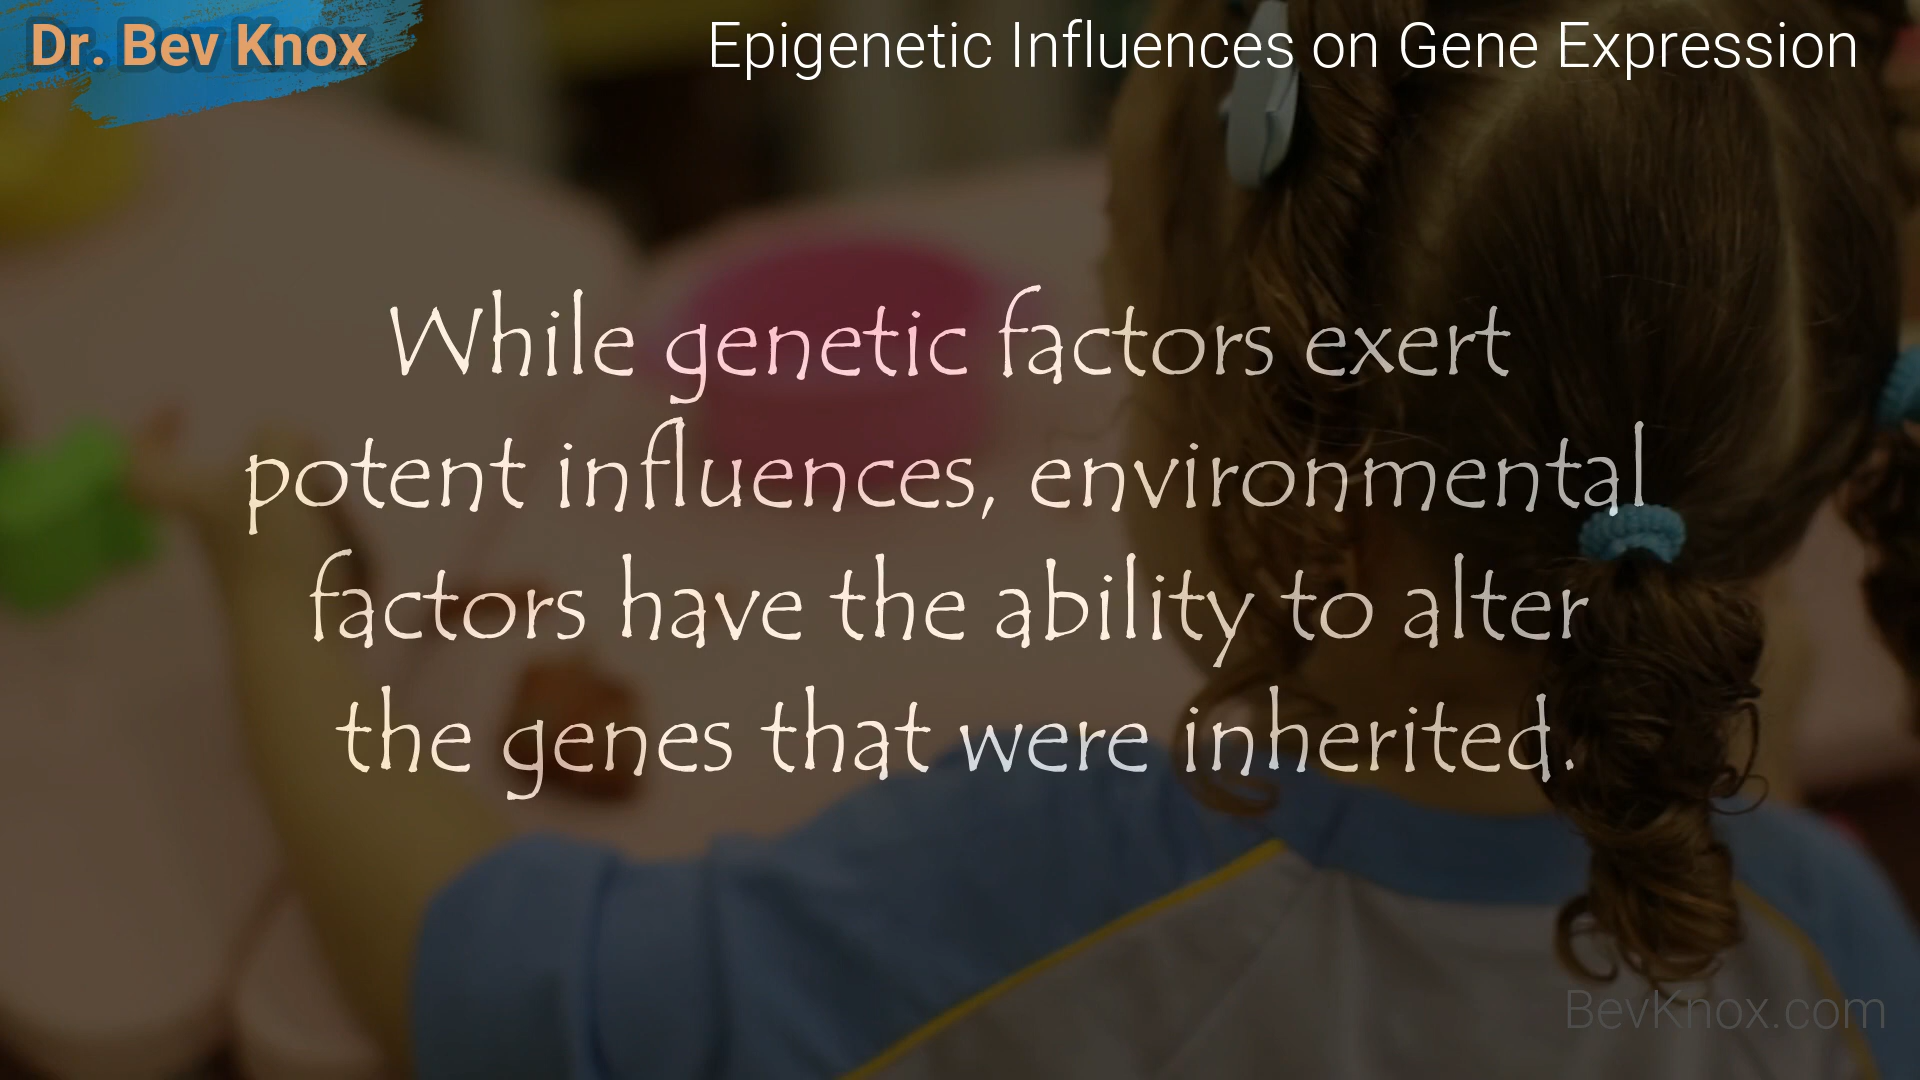 Dr. Bev Knox
Epigenetic Influences on Gene Expression
While genetic factors exert
potent influences, environmental
factors have the ability to alter
the genes that were inherited.
BevKnox.com